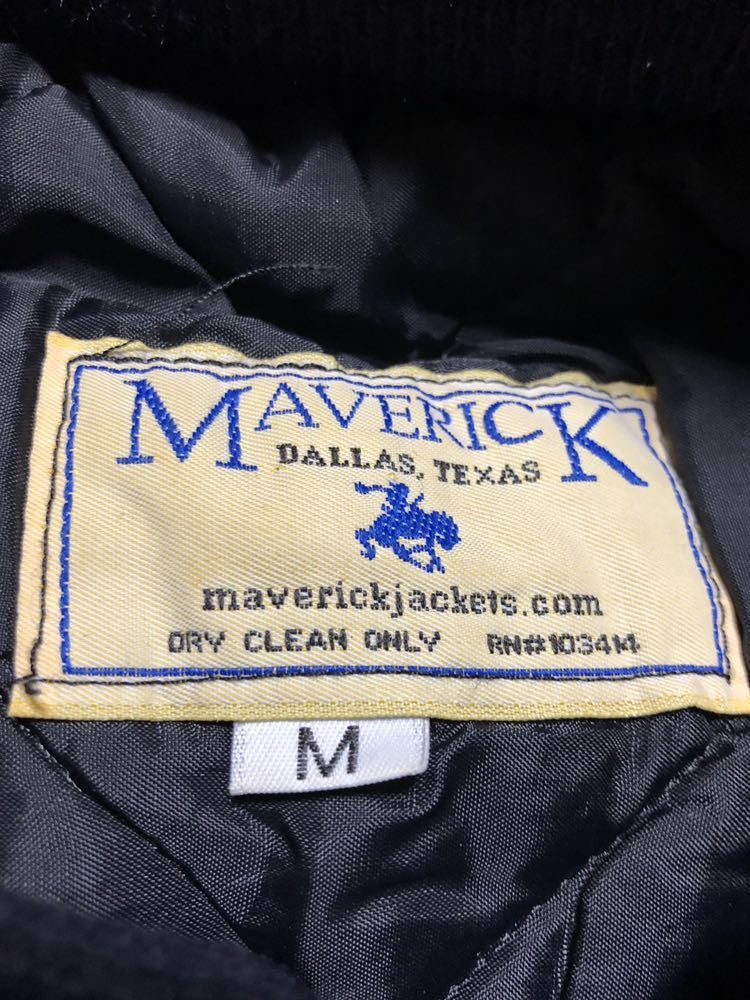 MAVERICK
DALLAS, TEXAS
maverickjackets.com
DRY CLEAN ONLY RN#103414
M